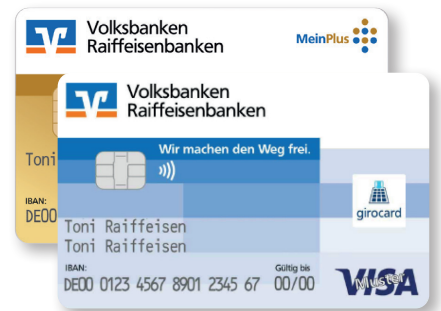 Volksbanken
Raiffeisenbanken
MeinPlus
Toni
IBAN:
DE00
Volksbanken
Raiffeisenbanken
Wir machen den Weg frei.
girocard
Toni Raiffeisen
Toni Raiffeisen
IBAN:
Gültig bis
DE00 0123 4567 8901 2345 67
00/00
VISA
Muster